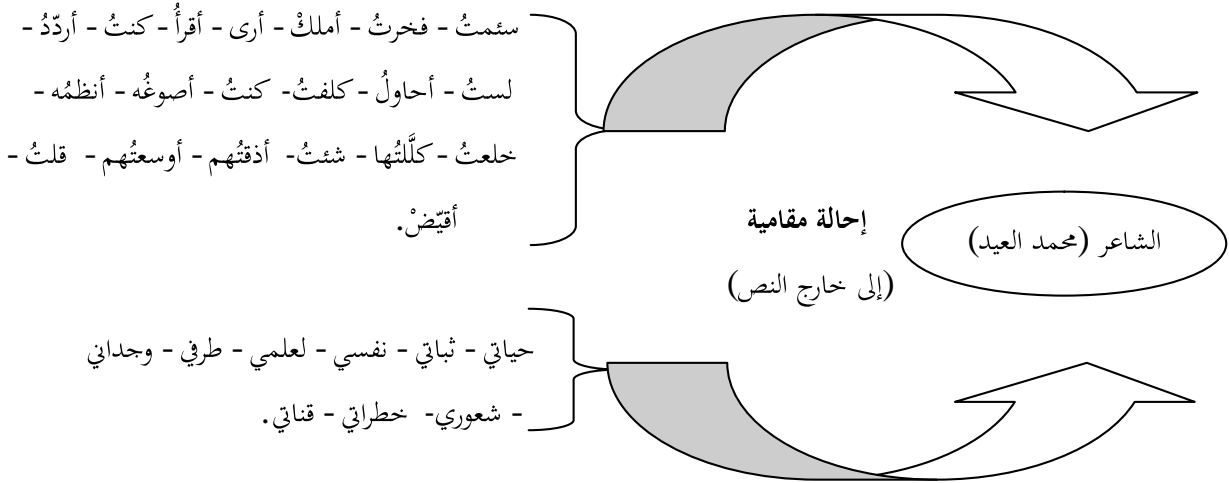 سئمتُ - فخرتُ - أملكْ - أرى - أقرأُ - كنتُ - أردّدُ -
لستُ - أحاولُ - كلفتُ- كنتُ - أصوغُه - أنظمُه -
خلعتُ - كلَّلتُها - شئتُ- أذقتُهم - أوسعتُهم - قلتُ -
أقيّضْ.
إحالة مقامية
(إلى خارج النص)
الشاعر (محمد العيد)
حياتي - ثباتي - نفسي - لعلمي - طرفي - وجداني
- شعوري- خطراتي - قناتي.